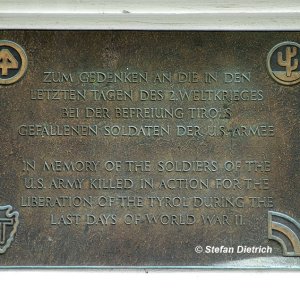 ZUM GEDENKEN AN DIE IN DEN
LETZTEN TAGEN DES 2.WELTKRIEGES
BEI DER BEFREIUNG TIROLS
GEFALLENEN SOLDATEN DER U.S. ARMEE
IN MEMORY OF THE SOLDIERS OF THE
U.S. ARMY KILLED IN ACTION FOR THE
LIBERATION OF THE TYROL DURING THE
LAST DAYS OF WORLD WAR II.
© Stefan Dietrich